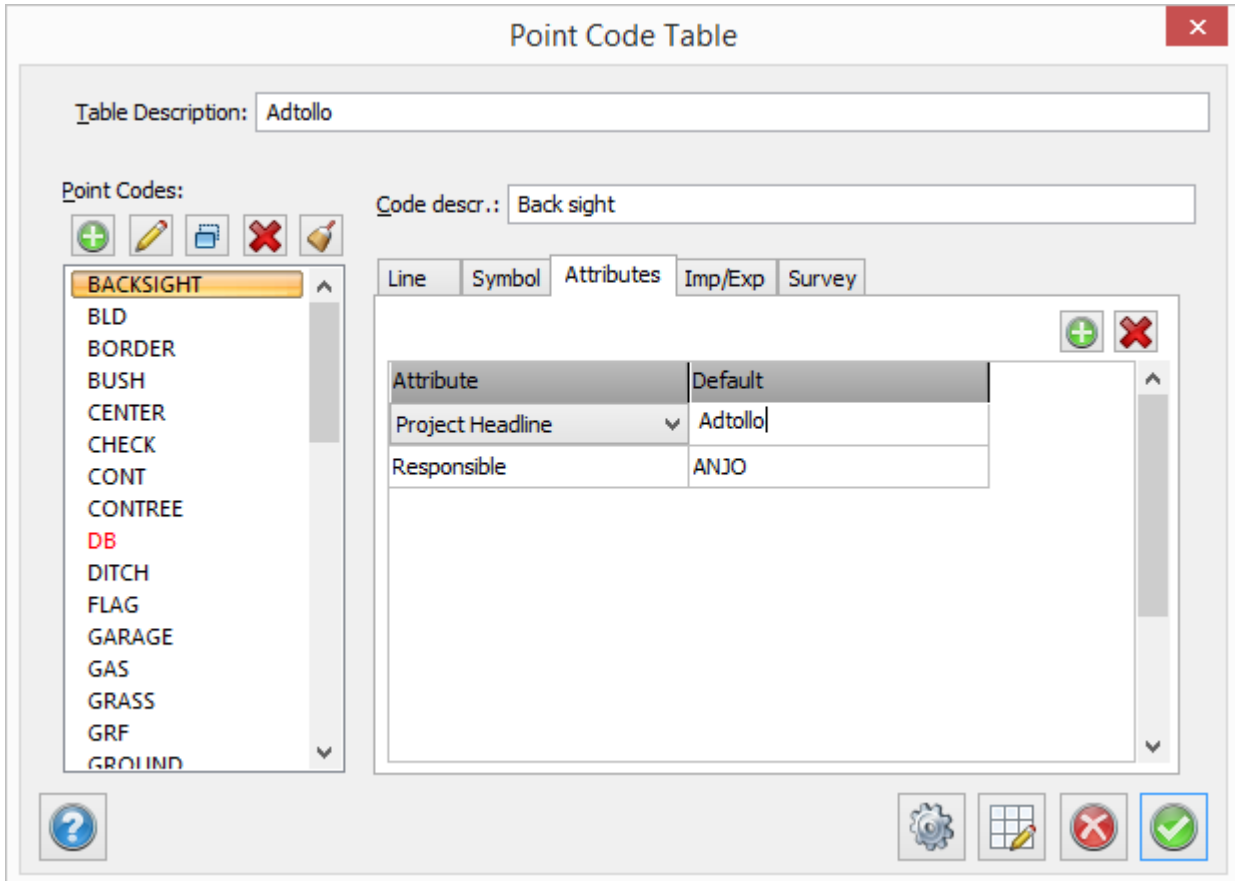 Point Code Table
Table Description: Adtollo
Point Codes:
Code descr.: Back sight
BACKSIGHT
BLD
BORDER
BUSH
CENTER
CHECK
CONT
CONTREE
DB
DITCH
FLAG
GARAGE
GAS
GRASS
GRF
GROUND
Line Symbol Attributes Imp/Exp Survey
Attribute Default
Project Headline Adtollo
Responsible ANJO